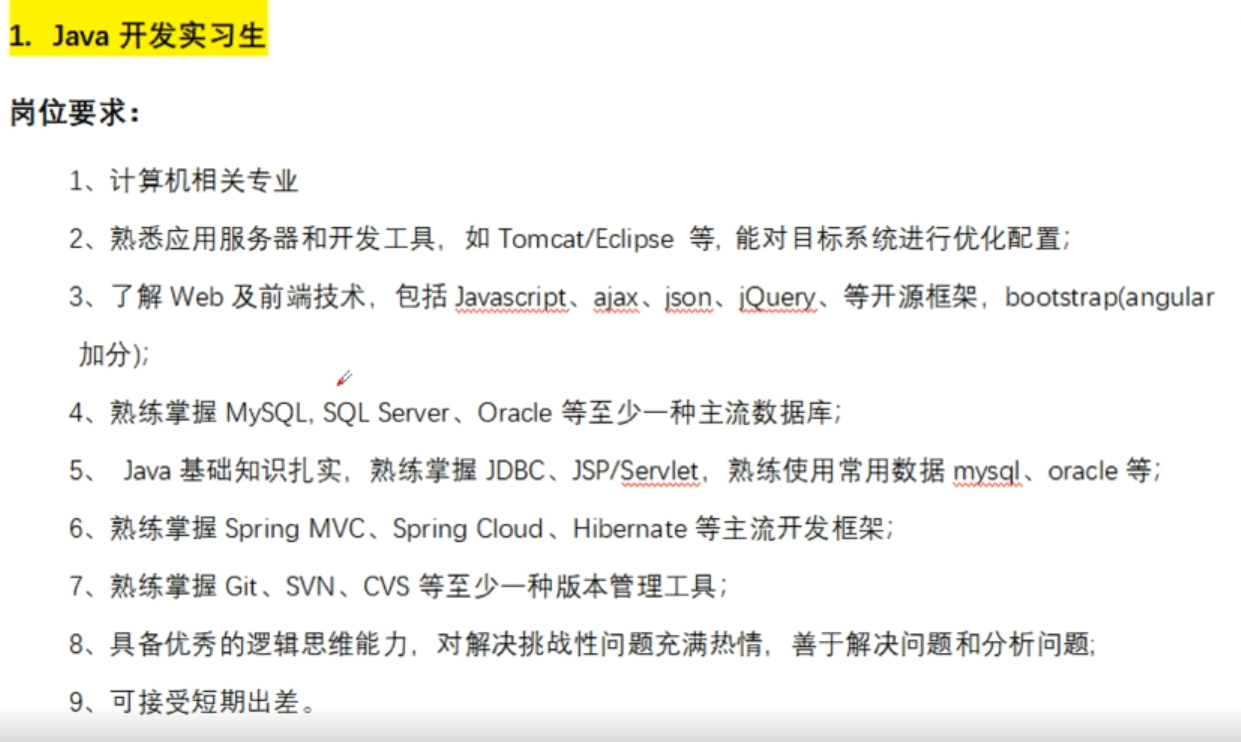 1. Java 开发实习生
岗位要求：
1、计算机相关专业
2、熟悉应用服务器和开发工具，如 Tomcat/Eclipse 等, 能对目标系统进行优化配置;
3、了解 Web 及前端技术，包括 Javascript、ajax、json、jQuery、等开源框架，bootstrap(angular
加分);
4、熟练掌握 MySQL, SQL Server、Oracle 等至少一种主流数据库;
5、 Java 基础知识扎实，熟练掌握 JDBC、JSP/Servlet，熟练使用常用数据 mysql、oracle 等;
6、熟练掌握 Spring MVC、Spring Cloud、Hibernate 等主流开发框架;
7、熟练掌握 Git、SVN、CVS 等至少一种版本管理工具;
8、具备优秀的逻辑思维能力，对解决挑战性问题充满热情，善于解决问题和分析问题;
9、可接受短期出差。